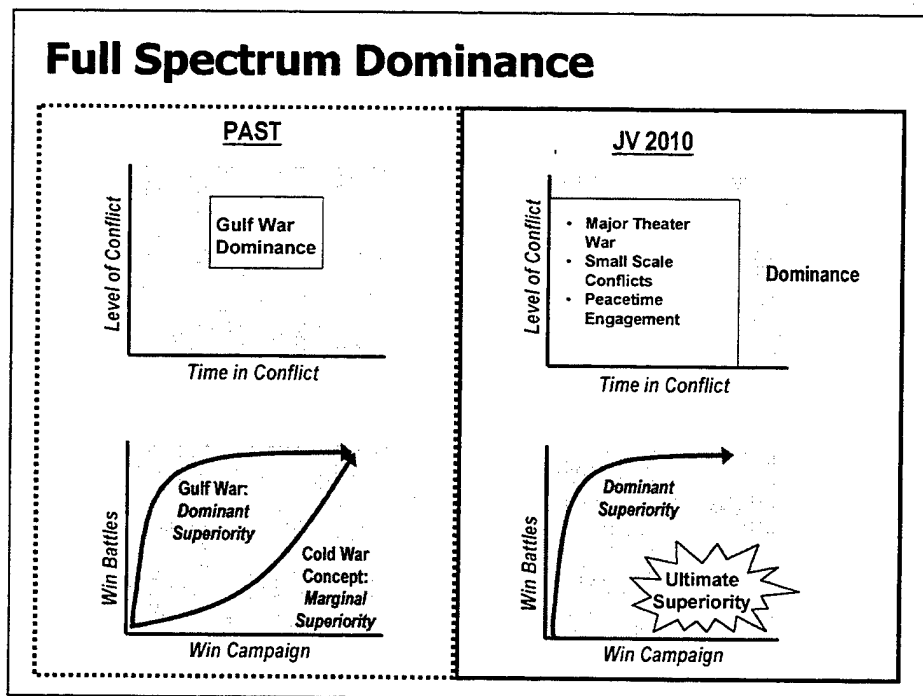 Full Spectrum Dominance
PAST
Level of Conflict
Gulf War
Dominance
Time in Conflict
Win Battles
Gulf War:
Dominant
Superiority
Cold War
Concept:
Marginal
Superiority
Win Campaign
JV 2010
Level of Conflict
• Major Theater
War
• Small Scale
Conflicts
• Peacetime
Engagement
Dominance
Time in Conflict
Win Battles
Dominant
Superiority
Ultimate
Superiority
Win Campaign